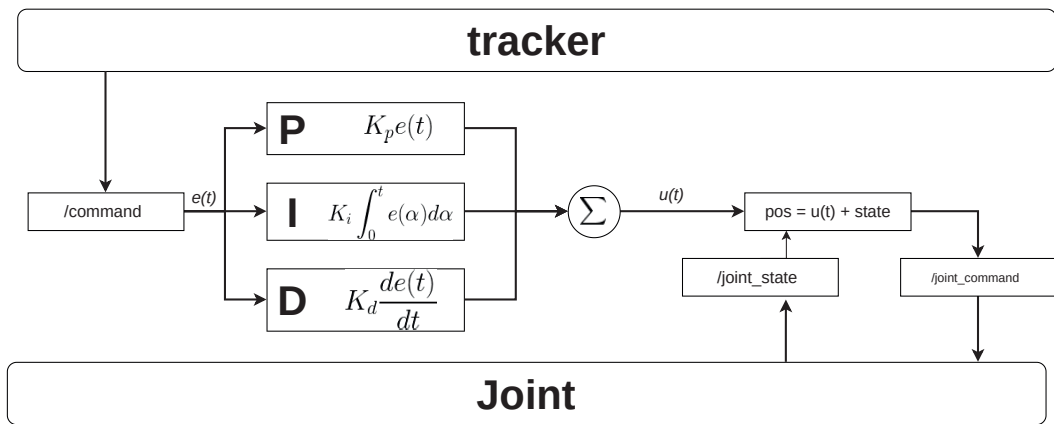 tracker
P K_p e(t)
/command
e(t)
I K_i ∫_0^t e(α)dα
∑
u(t)
pos = u(t) + state
D K_d de(t)/dt
/joint_state
/joint_command
Joint